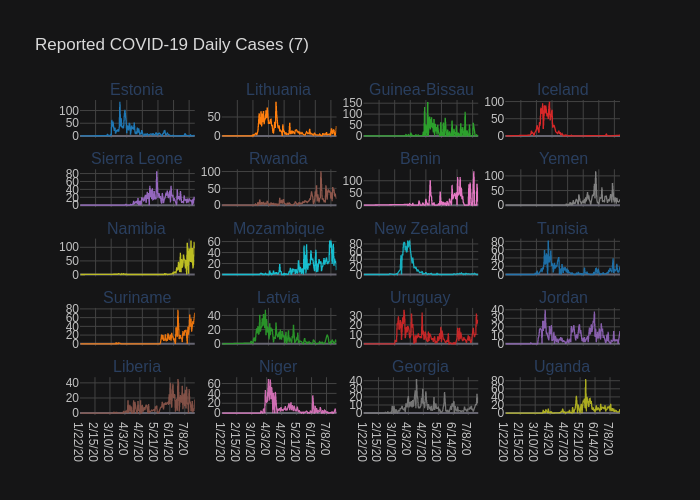 Reported COVID-19 Daily Cases (7)
Estonia Lithuania Guinea-Bissau Iceland
100 50 0 50 0 150 100 50 0 100 50 0
Sierra Leone Rwanda Benin Yemen
80 60 40 20 0 100 50 0 100 50 0 100 50 0
Namibia Mozambique New Zealand Tunisia
100 50 0 60 40 20 0 80 60 40 20 0 80 60 40 20 0
Suriname Latvia Uruguay Jordan
80 60 40 20 0 40 20 0 30 20 10 0 40 30 20 10 0
Liberia Niger Georgia Uganda
40 20 0 60 40 20 0 40 30 20 10 0 80 60 40 20 0
1/22/20 2/15/20 3/10/20 4/3/20 4/27/20 5/21/20 6/14/20 7/8/20 1/22/20 2/15/20 3/10/20 4/3/20 4/27/20 5/21/20 6/14/20 7/8/20 1/22/20 2/15/20 3/10/20 4/3/20 4/27/20 5/21/20 6/14/20 7/8/20 1/22/20 2/15/20 3/10/20 4/3/20 4/27/20 5/21/20 6/14/20 7/8/20